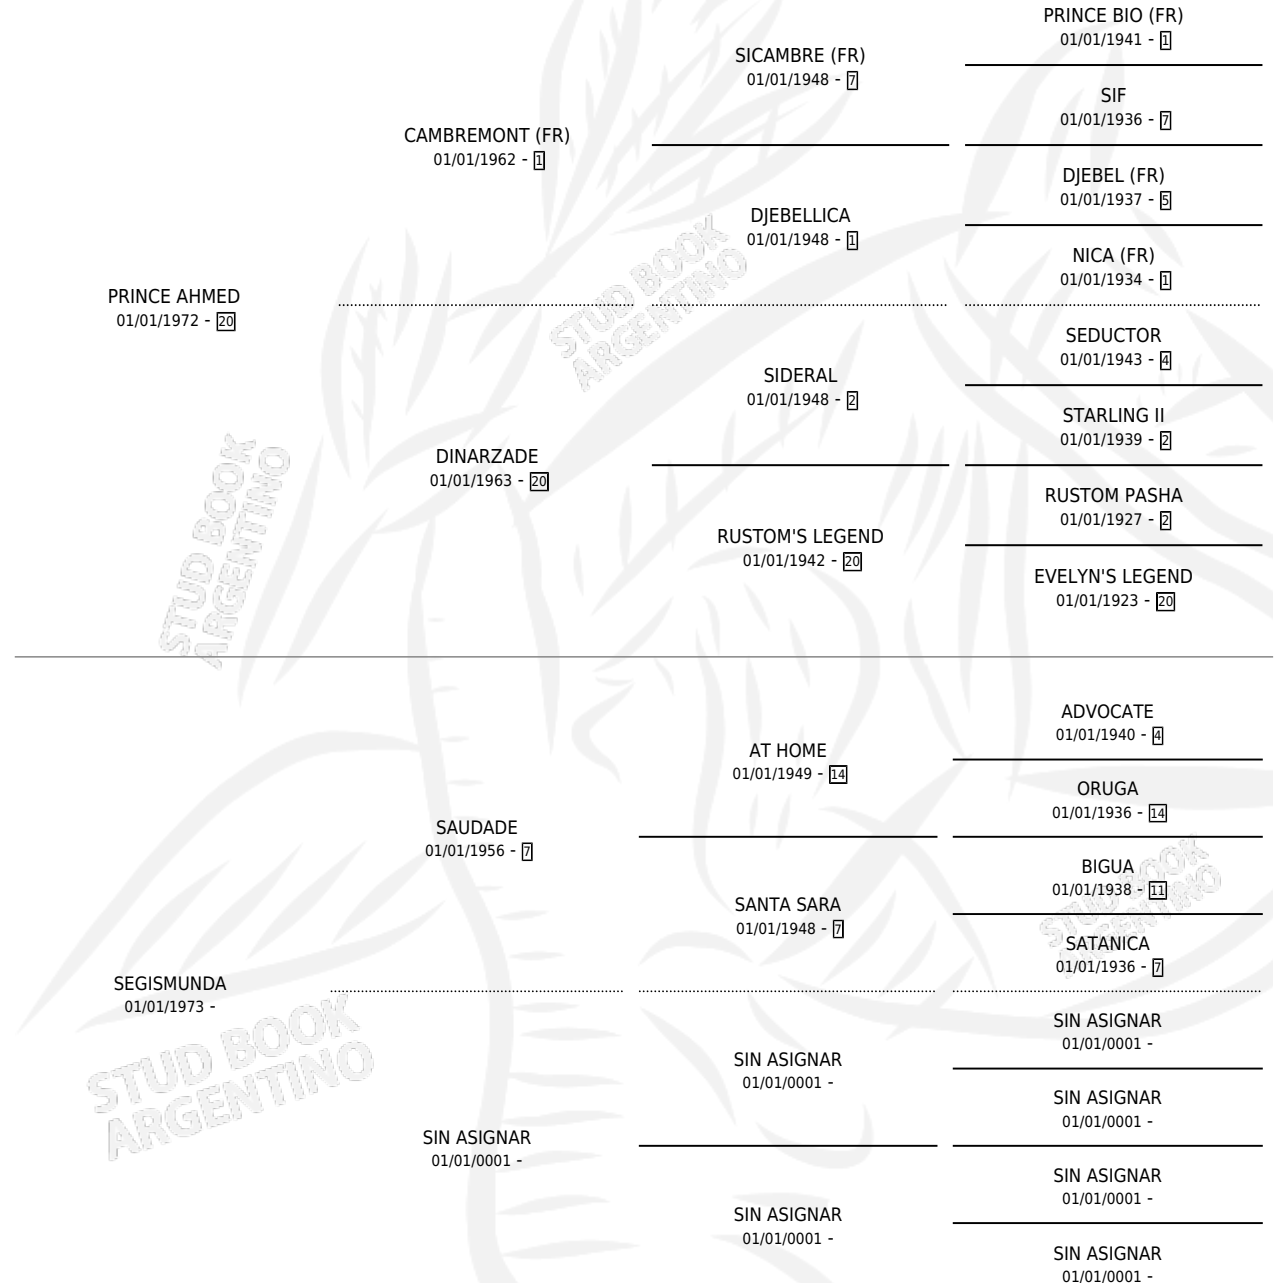 PRINCE BIO (FR)
01/01/1941 - 1
SICAMBRE (FR)
01/01/1948 - 7
SIF
01/01/1936 - 7
CAMBREMONT (FR)
01/01/1962 - 1
DJEBEL (FR)
01/01/1937 - 5
DJEBELLICA
01/01/1948 - 1
NICA (FR)
01/01/1934 - 1
PRINCE AHMED
01/01/1972 - 20
STUD BOOK
ARGENTINO
SEDUCTOR
01/01/1943 - 4
SIDERAL
01/01/1948 - 2
STARLING II
01/01/1939 - 2
DINARZADE
01/01/1963 - 20
RUSTOM PASHA
01/01/1927 - 2
RUSTOM'S LEGEND
01/01/1942 - 20
EVELYN'S LEGEND
01/01/1923 - 20
STUD BOOK
ARGENTINO
ADVOCATE
01/01/1940 - 4
AT HOME
01/01/1949 - 14
ORUGA
01/01/1936 - 14
SAUDADE
01/01/1956 - 7
BIGUA
01/01/1938 - 11
SANTA SARA
01/01/1948 - 7
STUD BOOK
ARGENTINO
SATANICA
01/01/1936 - 7
SEGISMUNDA
01/01/1973 -
STUD BOOK
ARGENTINO
SIN ASIGNAR
01/01/0001 -
SIN ASIGNAR
01/01/0001 -
SIN ASIGNAR
01/01/0001 -
SIN ASIGNAR
01/01/0001 -
SIN ASIGNAR
01/01/0001 -
SIN ASIGNAR
01/01/0001 -
SIN ASIGNAR
01/01/0001 -